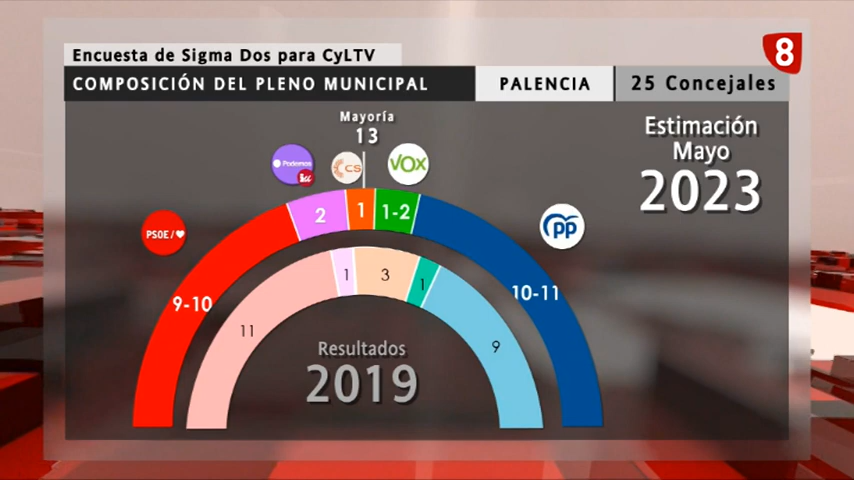 Encuesta de Sigma Dos para CyLTV
8
COMPOSICIÓN DEL PLENO MUNICIPAL
PALENCIA
25 Concejales
Mayoría
13
Estimación
Mayo
2023
Podemos
CS
VOX
PSOE/
PP
9-10
2
1
1-2
10-11
11
1
3
1
9
Resultados
2019